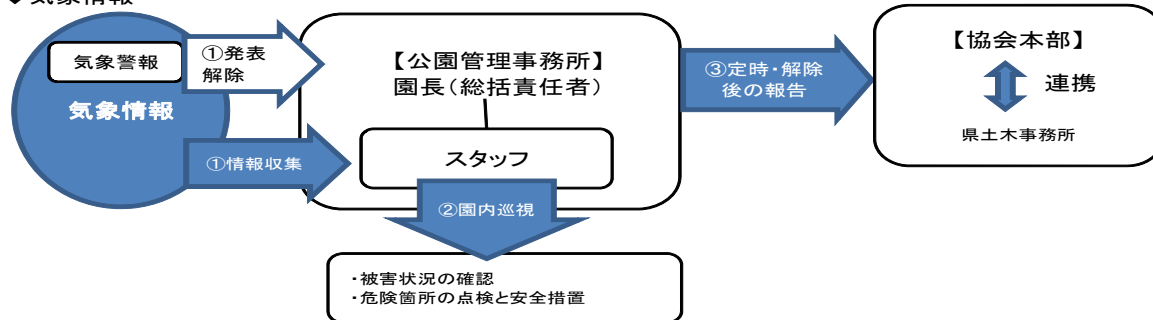 ◆気象情報
気象警報
気象情報
①発表
解除
①情報収集
【公園管理事務所】
園長(総括責任者)
スタッフ
②園内巡視
・被害状況の確認
・危険箇所の点検と安全措置
③定時・解除
後の報告
【協会本部】
連携
県土木事務所